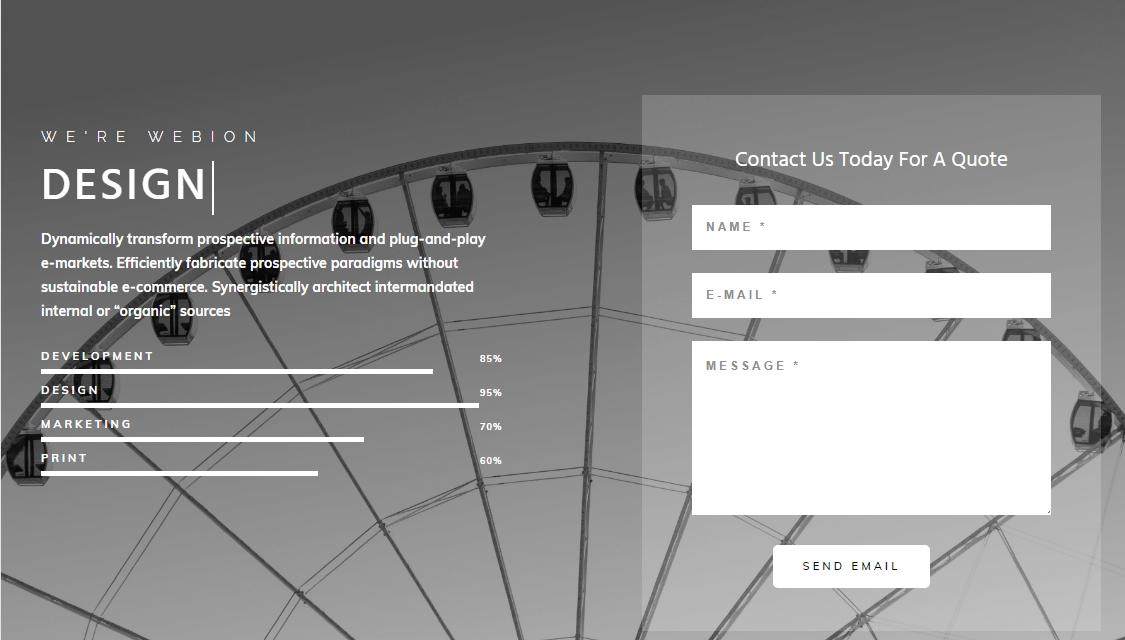 WE'RE WEBION
DESIGN
Dynamically transform prospective information and plug-and-play
e-markets. Efficiently fabricate prospective paradigms without
sustainable e-commerce. Synergistically architect intermandated
internal or “organic” sources
DEVELOPMENT 85%
DESIGN 95%
MARKETING 70%
PRINT 60%
Contact Us Today For A Quote
NAME *
E-MAIL *
MESSAGE *
SEND EMAIL